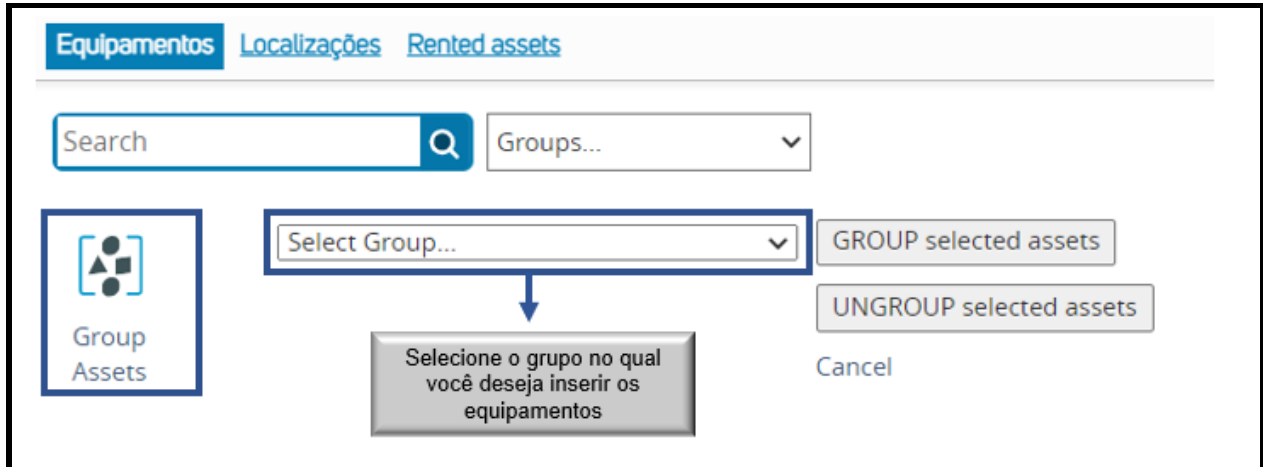 Equipamentos Localizações Rented assets
Search Groups...
Select Group... GROUP selected assets
UNGROUP selected assets
Group
Assets
Cancel
Selecione o grupo no qual
você deseja inserir os
equipamentos